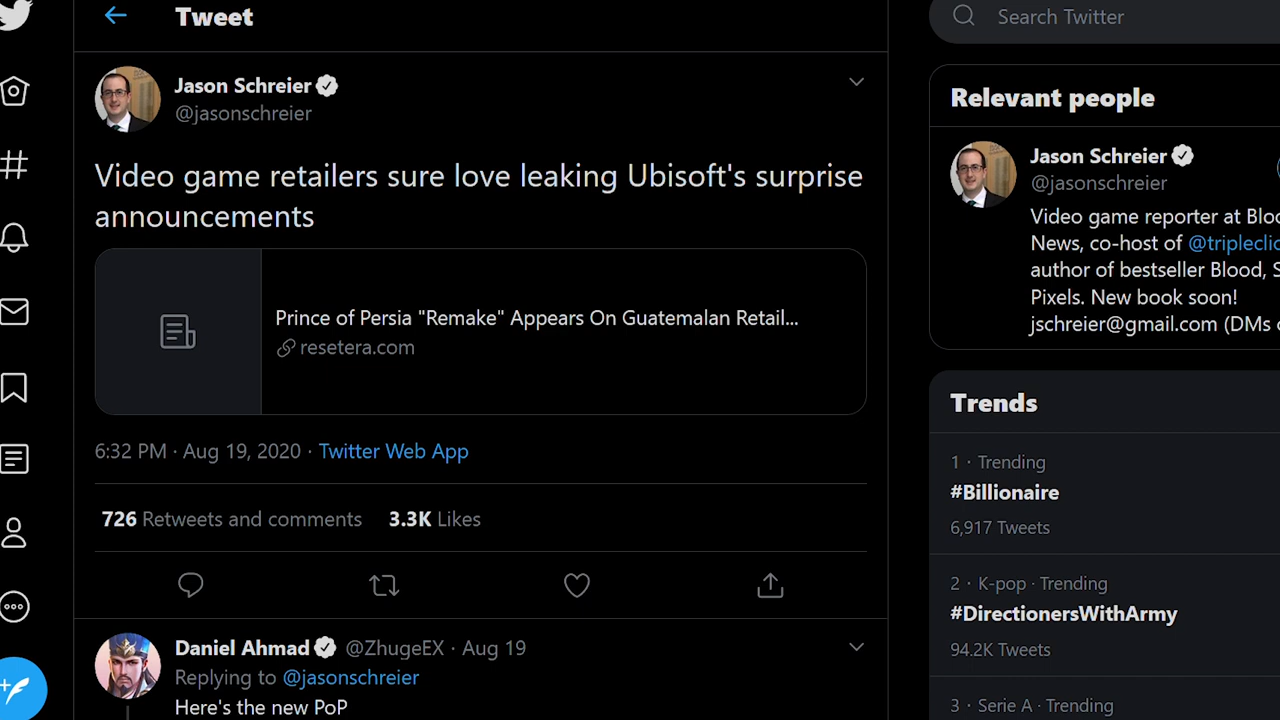 Tweet
Jason Schreier
@jasonschreier
Video game retailers sure love leaking Ubisoft's surprise
announcements
Prince of Persia "Remake" Appears On Guatemalan Retail...
resetera.com
6:32 PM · Aug 19, 2020 · Twitter Web App
726 Retweets and comments 3.3K Likes
Daniel Ahmad @ZhugeEX · Aug 19
Replying to @jasonschreier
Here's the new PoP
Search Twitter
Relevant people
Jason Schreier
@jasonschreier
Video game reporter at Bloo
News, co-host of @tripleclic
author of bestseller Blood, S
Pixels. New book soon!
jschreier@gmail.com (DMs
Trends
1 · Trending
#Billionaire
6,917 Tweets
2 · K-pop · Trending
#DirectionersWithArmy
94.2K Tweets
3 · Serie A · Trending